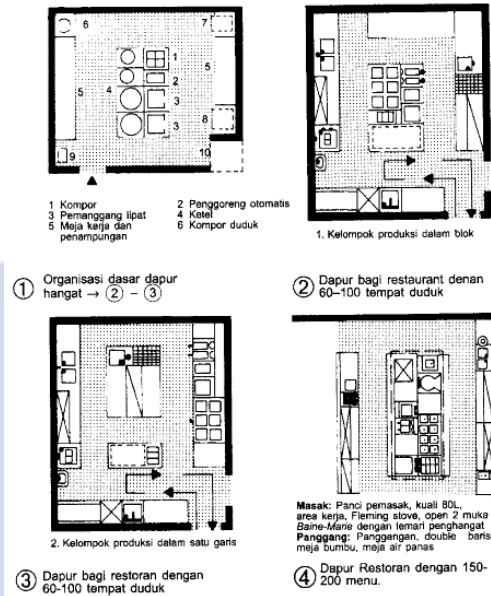 6
7
1
2
5
4
3
5
3
8
9
10
1 Kompor
2 Penggoreng otomatis
3 Pemanggang lipat
4 Ketel
5 Meja kerja dan
penampungan
6 Kompor duduk
1. Kelompok produksi dalam blok
1 Organisasi dasar dapur
hangat → 2 – 3
2 Dapur bagi restaurant denan
60–100 tempat duduk
2. Kelompok produksi dalam satu garis
Masak: Panci pemasak, kuali 80L,
area kerja, Fleming stove, open 2 muka
Baine-Marie dengan lemari penghangat
Panggang: Panggangan, double baris
meja bumbu, meja air panas
3 Dapur bagi restoran dengan
60-100 tempat duduk
4 Dapur Restoran dengan 150-
200 menu.